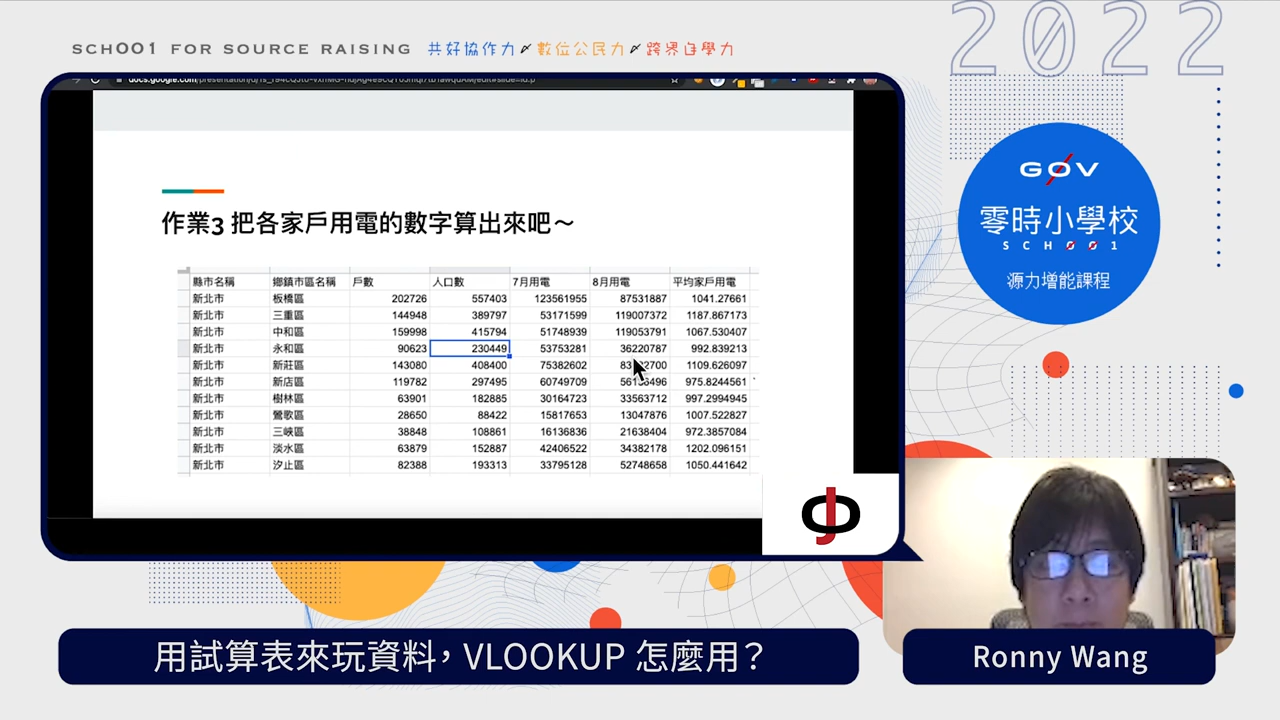 SCHOO1 FOR SOURCE RAISING 共好協作力 數位公民力 跨界自學力
2022
GOV
零時小學校
SCHOO1
源力增能課程
作業3 把各家戶用電的數字算出來吧～
縣市名稱 鄉鎮市區名稱 戶數 人口數 7月用電 8月用電 平均家戶用電
新北市 板橋區 202726 557403 123561955 87531887 1041.27661
新北市 三重區 144948 389797 53171599 119007372 1187.867173
新北市 中和區 159998 415794 51748939 119053791 1067.530407
新北市 永和區 90623 230449 53753281 36220787 992.839213
新北市 新莊區 143080 408400 75382602 1109.626097
新北市 新店區 119782 297495 60749709 975.8244561
新北市 樹林區 63901 182885 30164723 33563712 997.2994945
新北市 鶯歌區 28650 88422 15817653 13047876 1007.522827
新北市 三峽區 38848 108861 16136836 21638404 972.3857084
新北市 淡水區 63879 152887 42406522 34382178 1202.096151
新北市 汐止區 82388 193313 33795128 52748658 1050.441642
用試算表來玩資料，VLOOKUP 怎麼用？
Ronny Wang